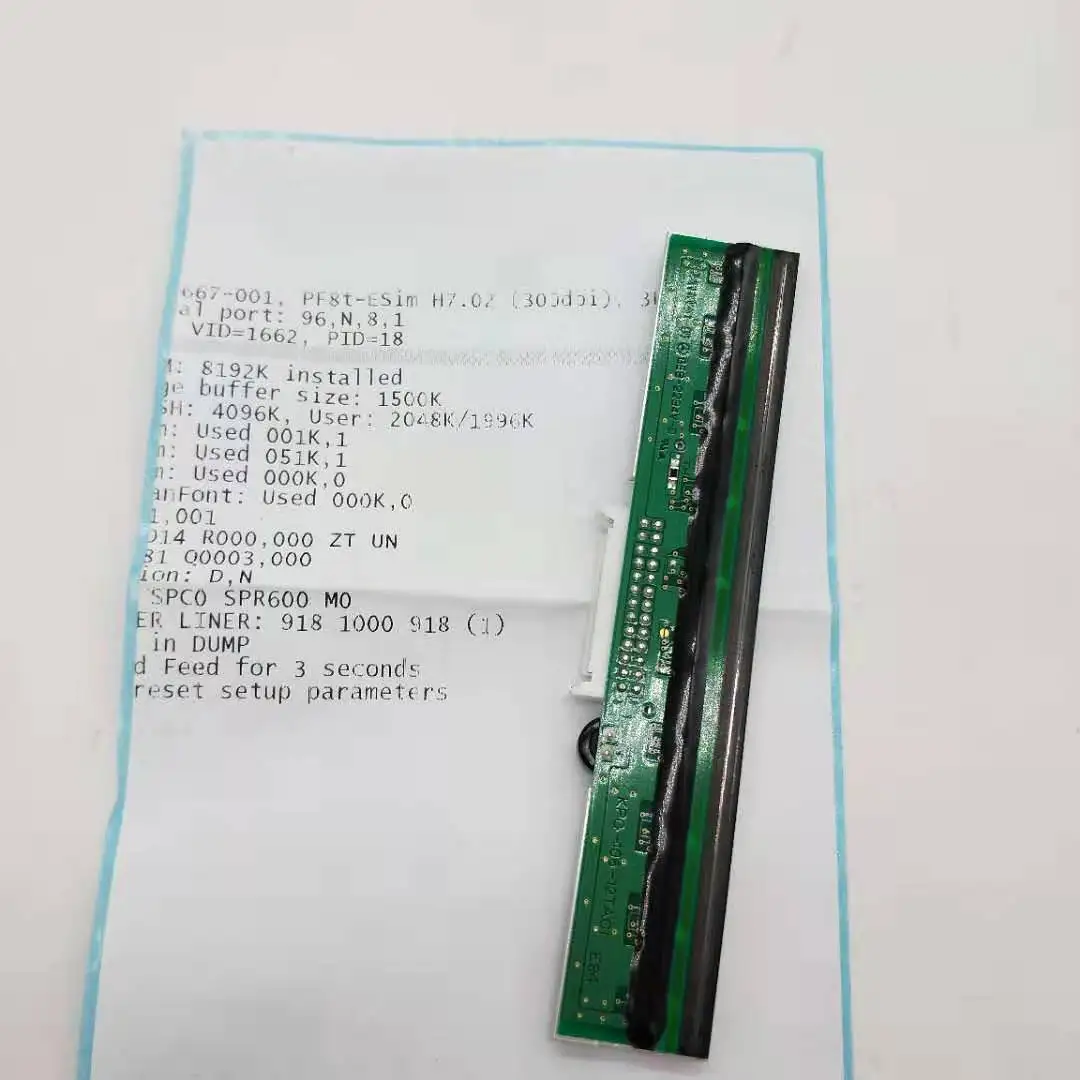 667-001, PF8t-ESim H7.02 (300dpi),
al port: 96,N,8,1
VID=1662, PID=18
M: 8192K installed
ge buffer size: 1500K
SH: 4096K, User: 2048K/1996K
m: Used 001K,1
m: Used 051K,1
m: Used 000K,0
anFont: Used 000K,0
1,001
014 R000,000 ZT UN
81 Q0003,000
ion: D,N
SPC0 SPR600 M0
ER LINER: 918 1000 918 (1)
in DUMP
d Feed for 3 seconds
reset setup parameters